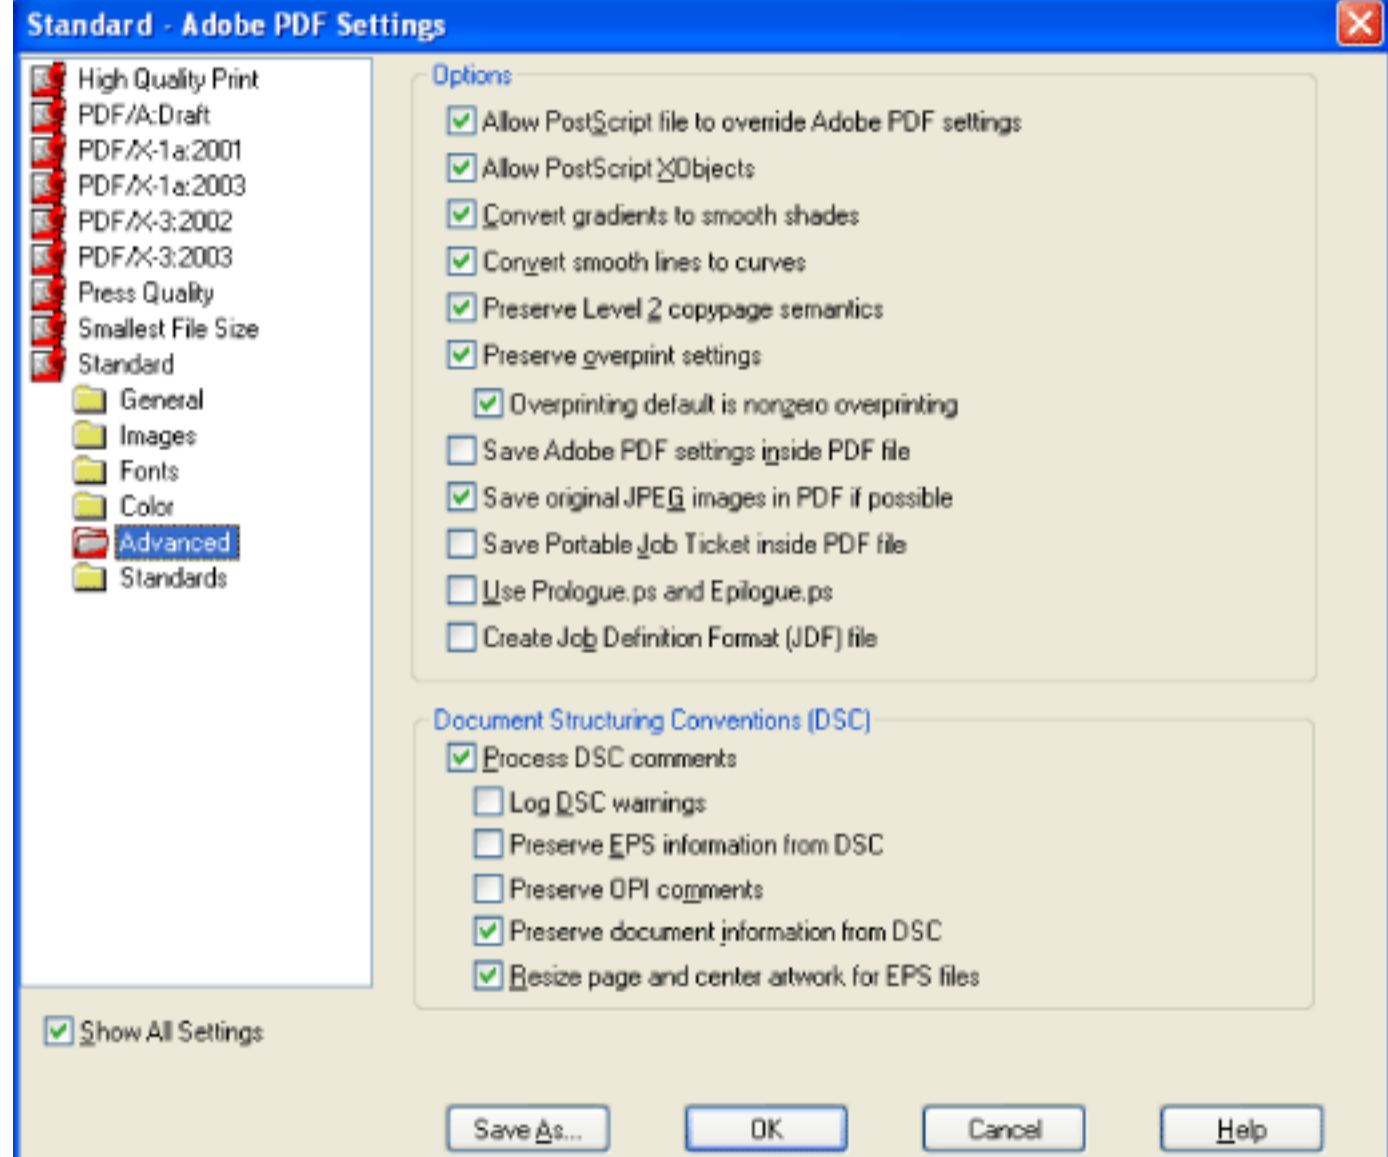 Standard - Adobe PDF Settings
High Quality Print
PDF/A:Draft
PDF/X-1a:2001
PDF/X-1a:2003
PDF/X-3:2002
PDF/X-3:2003
Press Quality
Smallest File Size
Standard
General
Images
Fonts
Color
Advanced
Standards
Show All Settings
Options
Allow PostScript file to override Adobe PDF settings
Allow PostScript XObjects
Convert gradients to smooth shades
Convert smooth lines to curves
Preserve Level 2 copypage semantics
Preserve overprint settings
Overprinting default is nonzero overprinting
Save Adobe PDF settings inside PDF file
Save original JPEG images in PDF if possible
Save Portable Job Ticket inside PDF file
Use Prologue.ps and Epilogue.ps
Create Job Definition Format (JDF) file
Document Structuring Conventions (DSC)
Process DSC comments
Log DSC warnings
Preserve EPS information from DSC
Preserve OPI comments
Preserve document information from DSC
Resize page and center artwork for EPS files
Save As...
OK
Cancel
Help